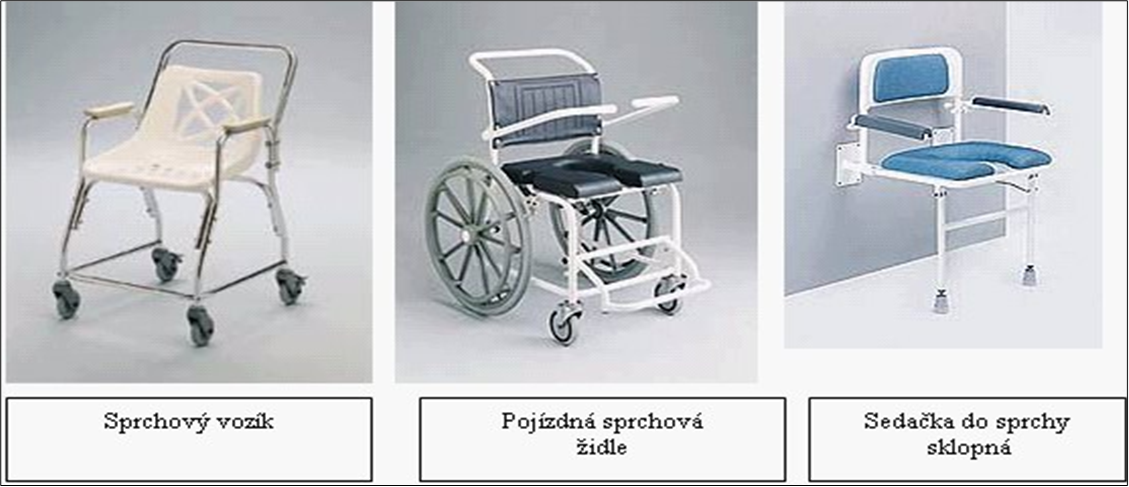 Sprchový vozík
Pojízdná sprchová
židle
Sedačka do sprchy
sklopná